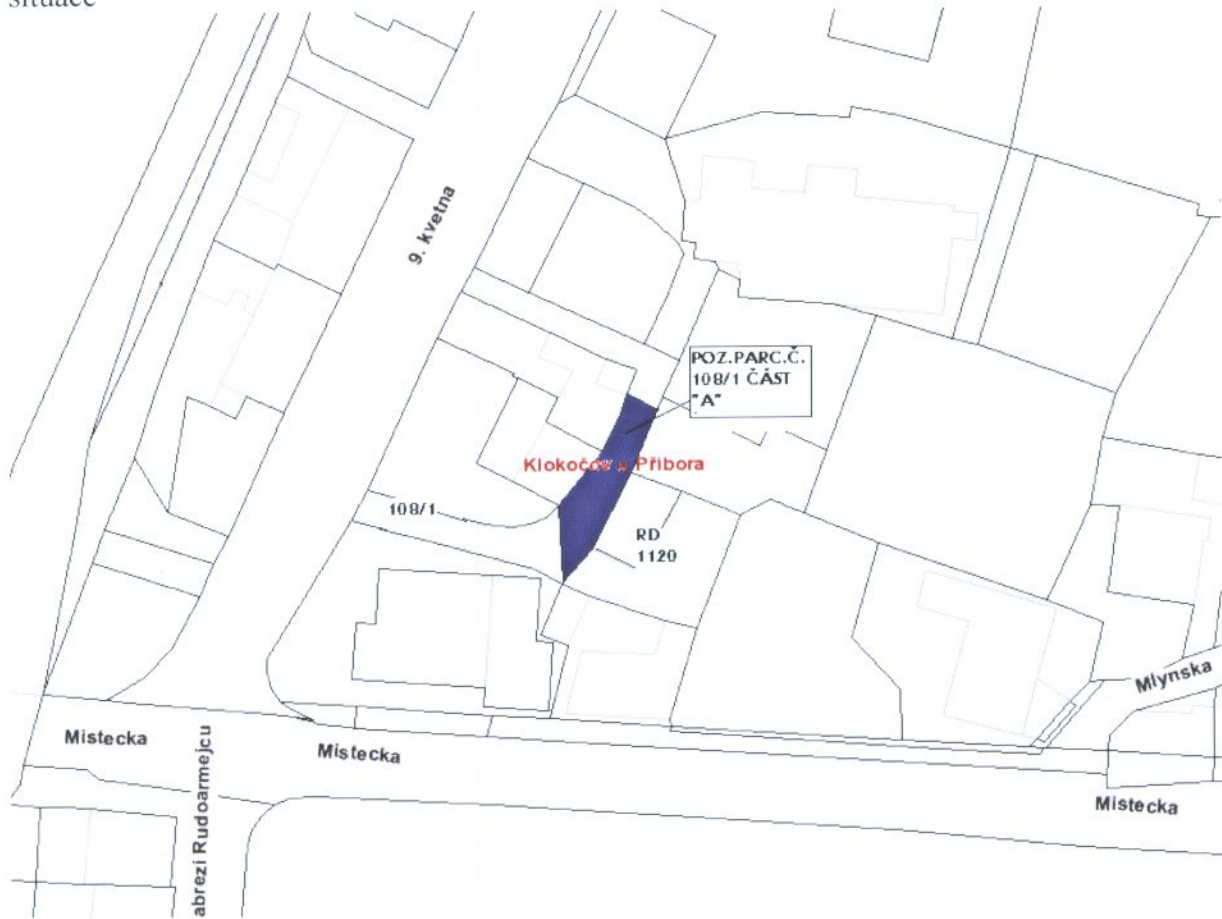 situace
9. kvetna
POZ.PARC.Č.
108/1 ČÁST
"A"
Klokočov u Příbora
108/1
RD
1120
Mlynska
Mistecka
Mistecka
Mistecka
abrezi Rudoarmejcu